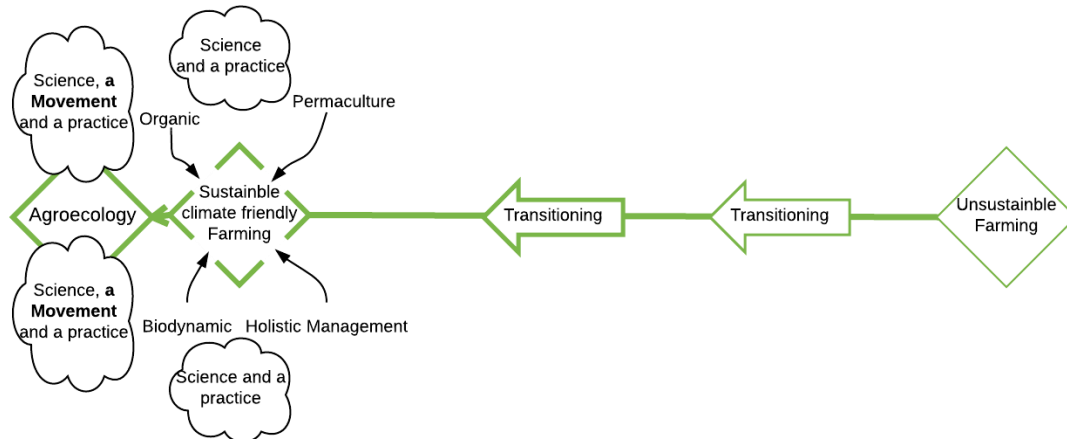 Science, a
Movement
and a practice
Science
and a practice
Organic
Permaculture
Agroecology
Sustainble
climate friendly
Farming
Transitioning
Transitioning
Unsustainble
Farming
Science, a
Movement
and a practice
Biodynamic
Holistic Management
Science and a
practice